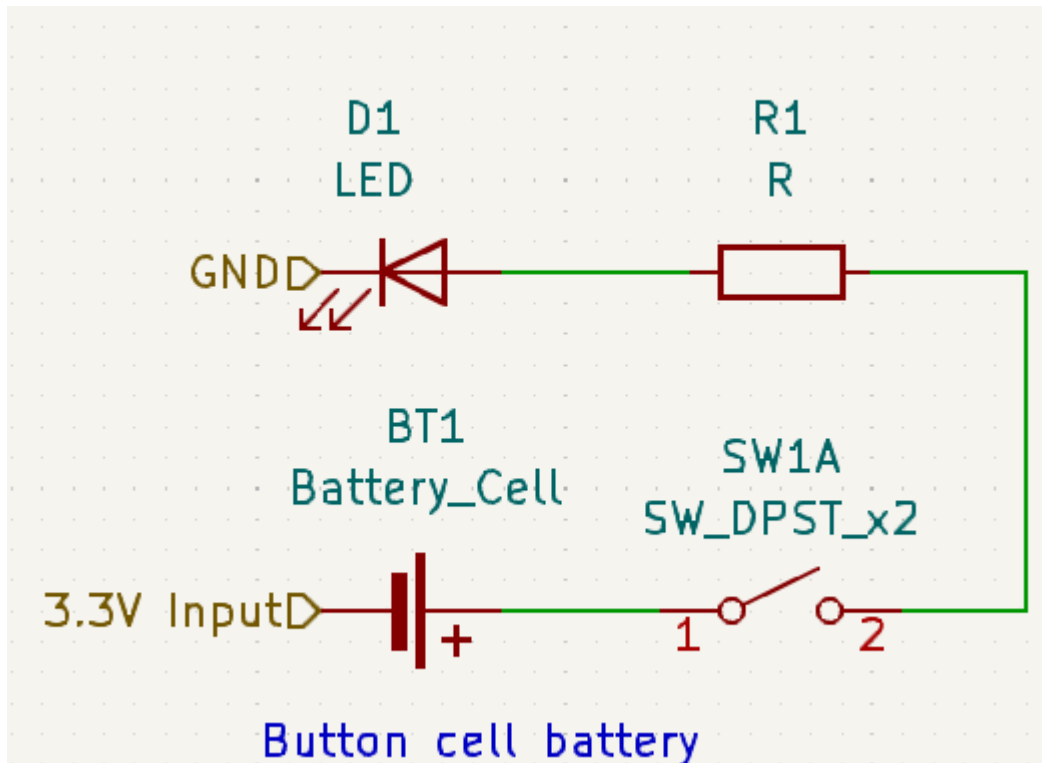 D1
LED
R1
R
GND
BT1
Battery_Cell
SW1A
SW_DPST_x2
3.3V Input
+
1
2
Button cell battery